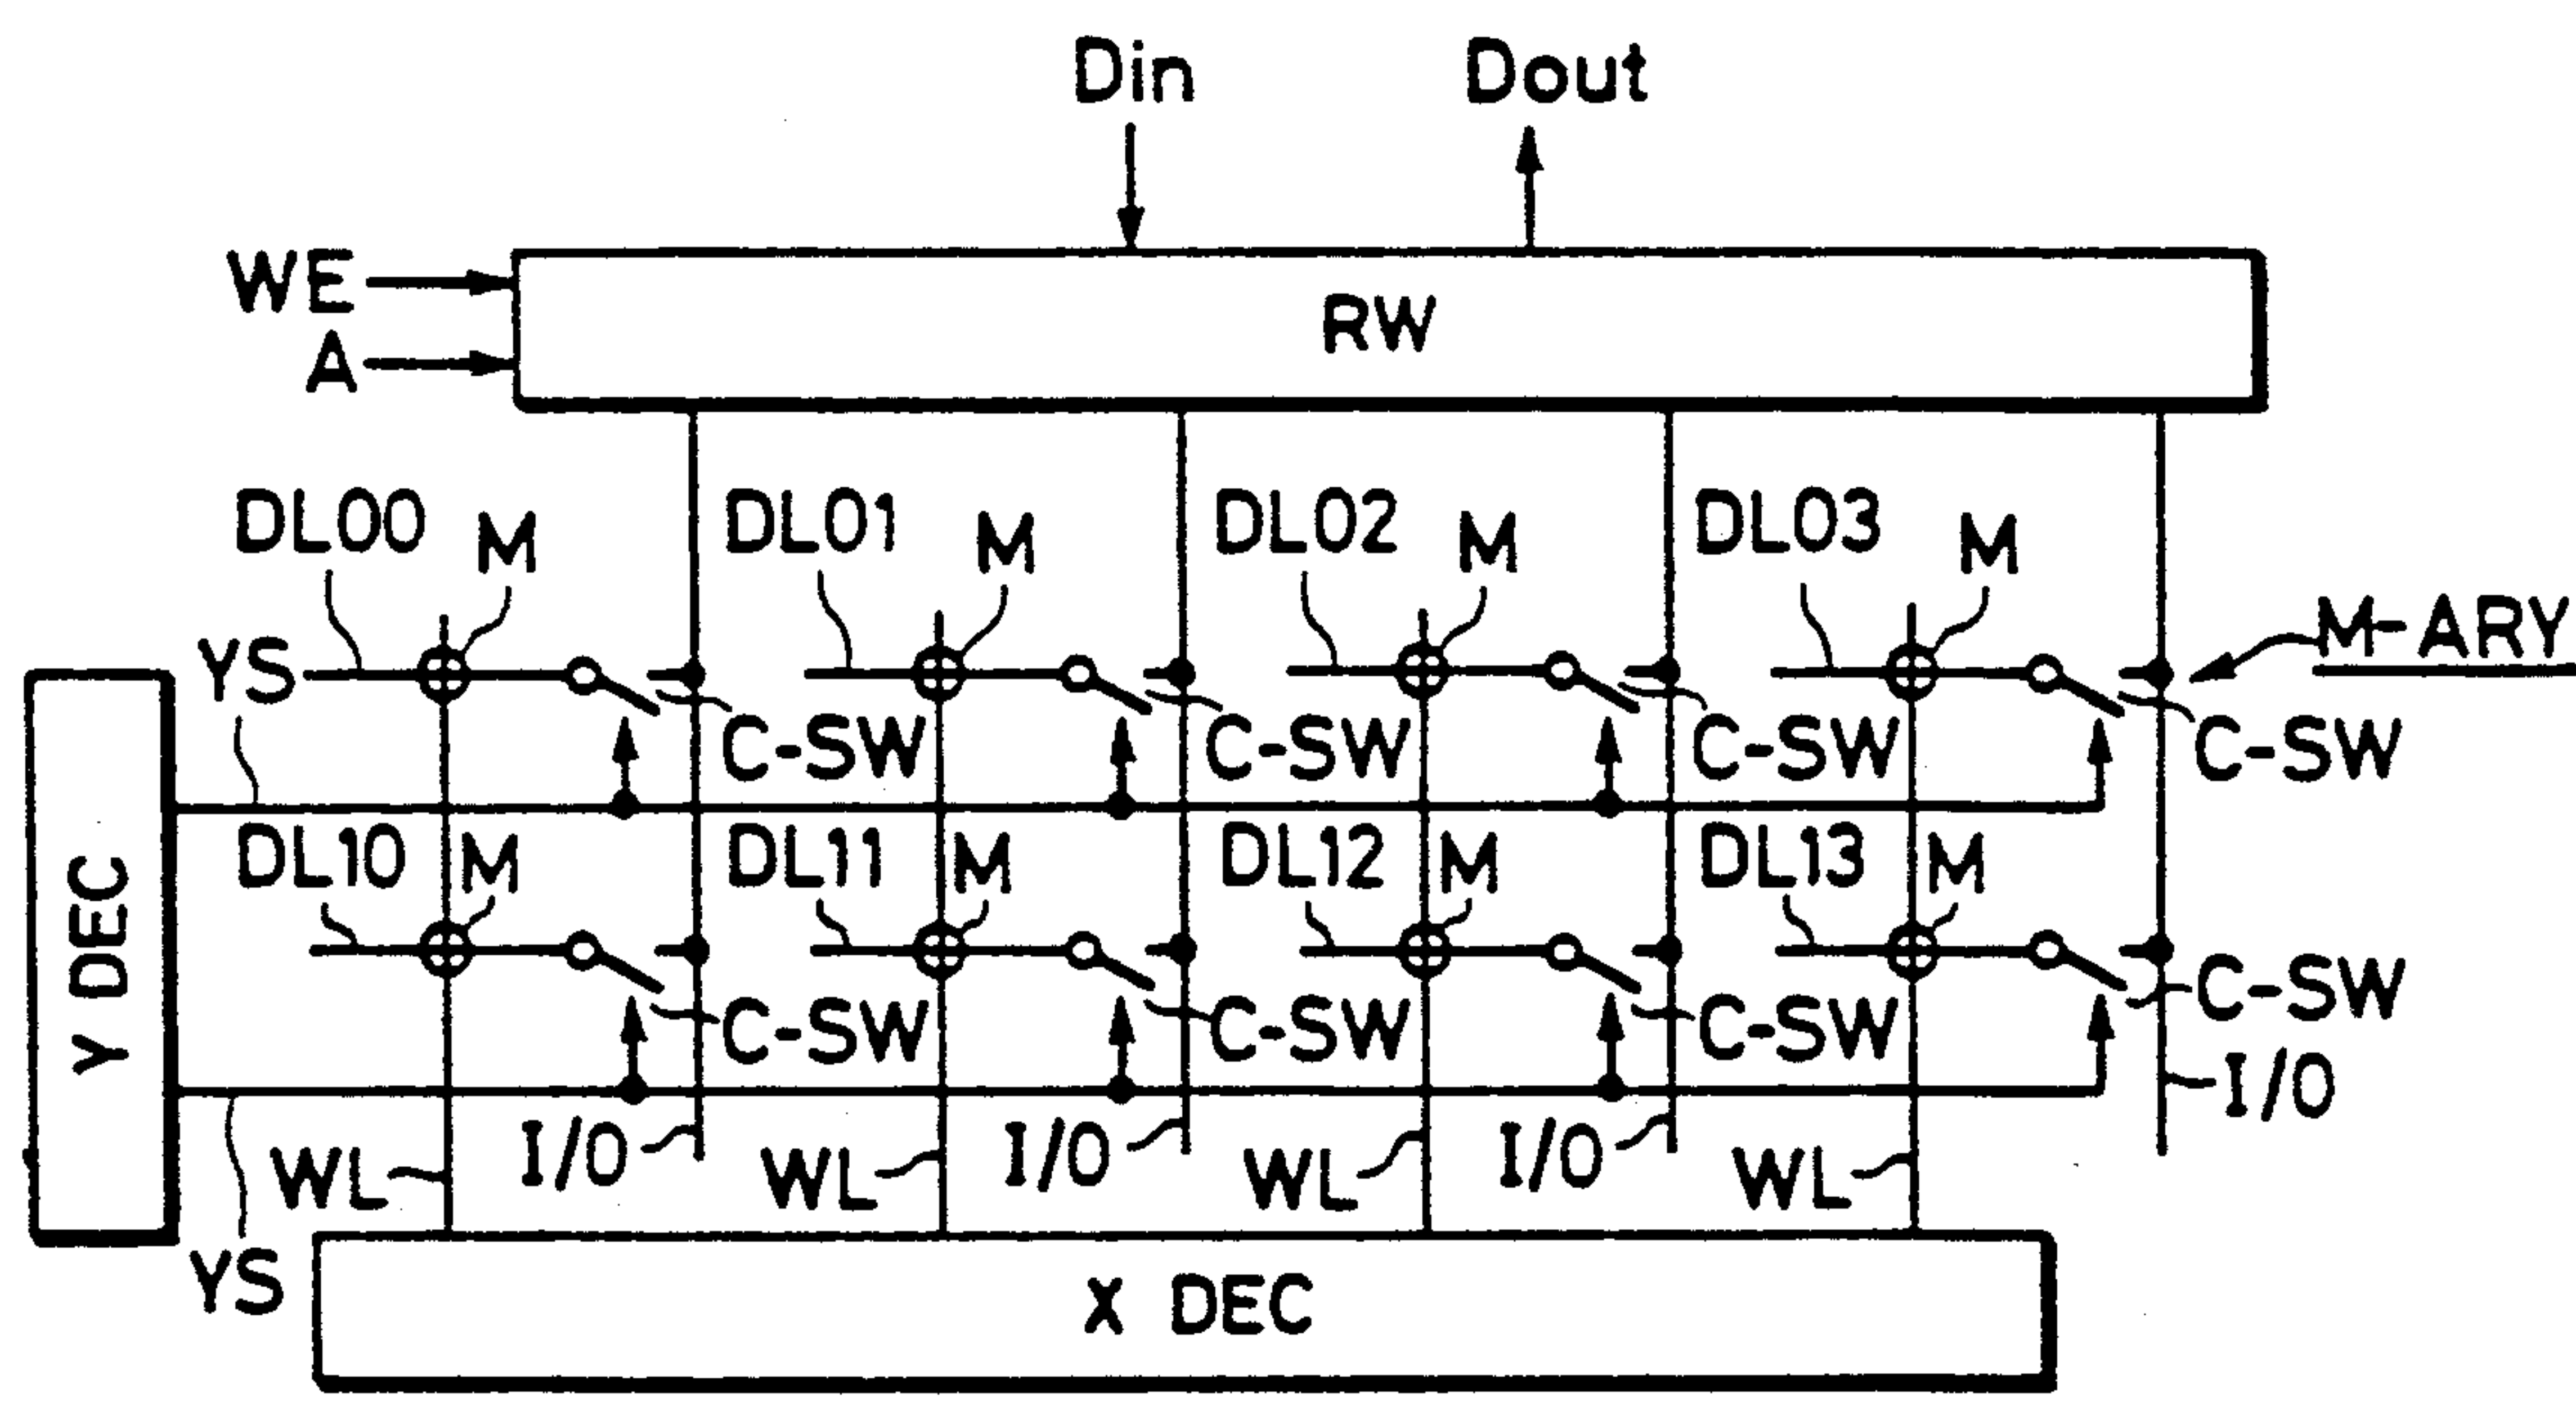 Din Dout
WE
A
RW
DL00 M DL01 M DL02 M DL03 M
M-ARY
YS
C-SW C-SW C-SW C-SW
Y DEC
DL10 M DL11 M DL12 M DL13 M
C-SW C-SW C-SW C-SW
I/O I/O I/O I/O
WL WL WL WL
YS
X DEC